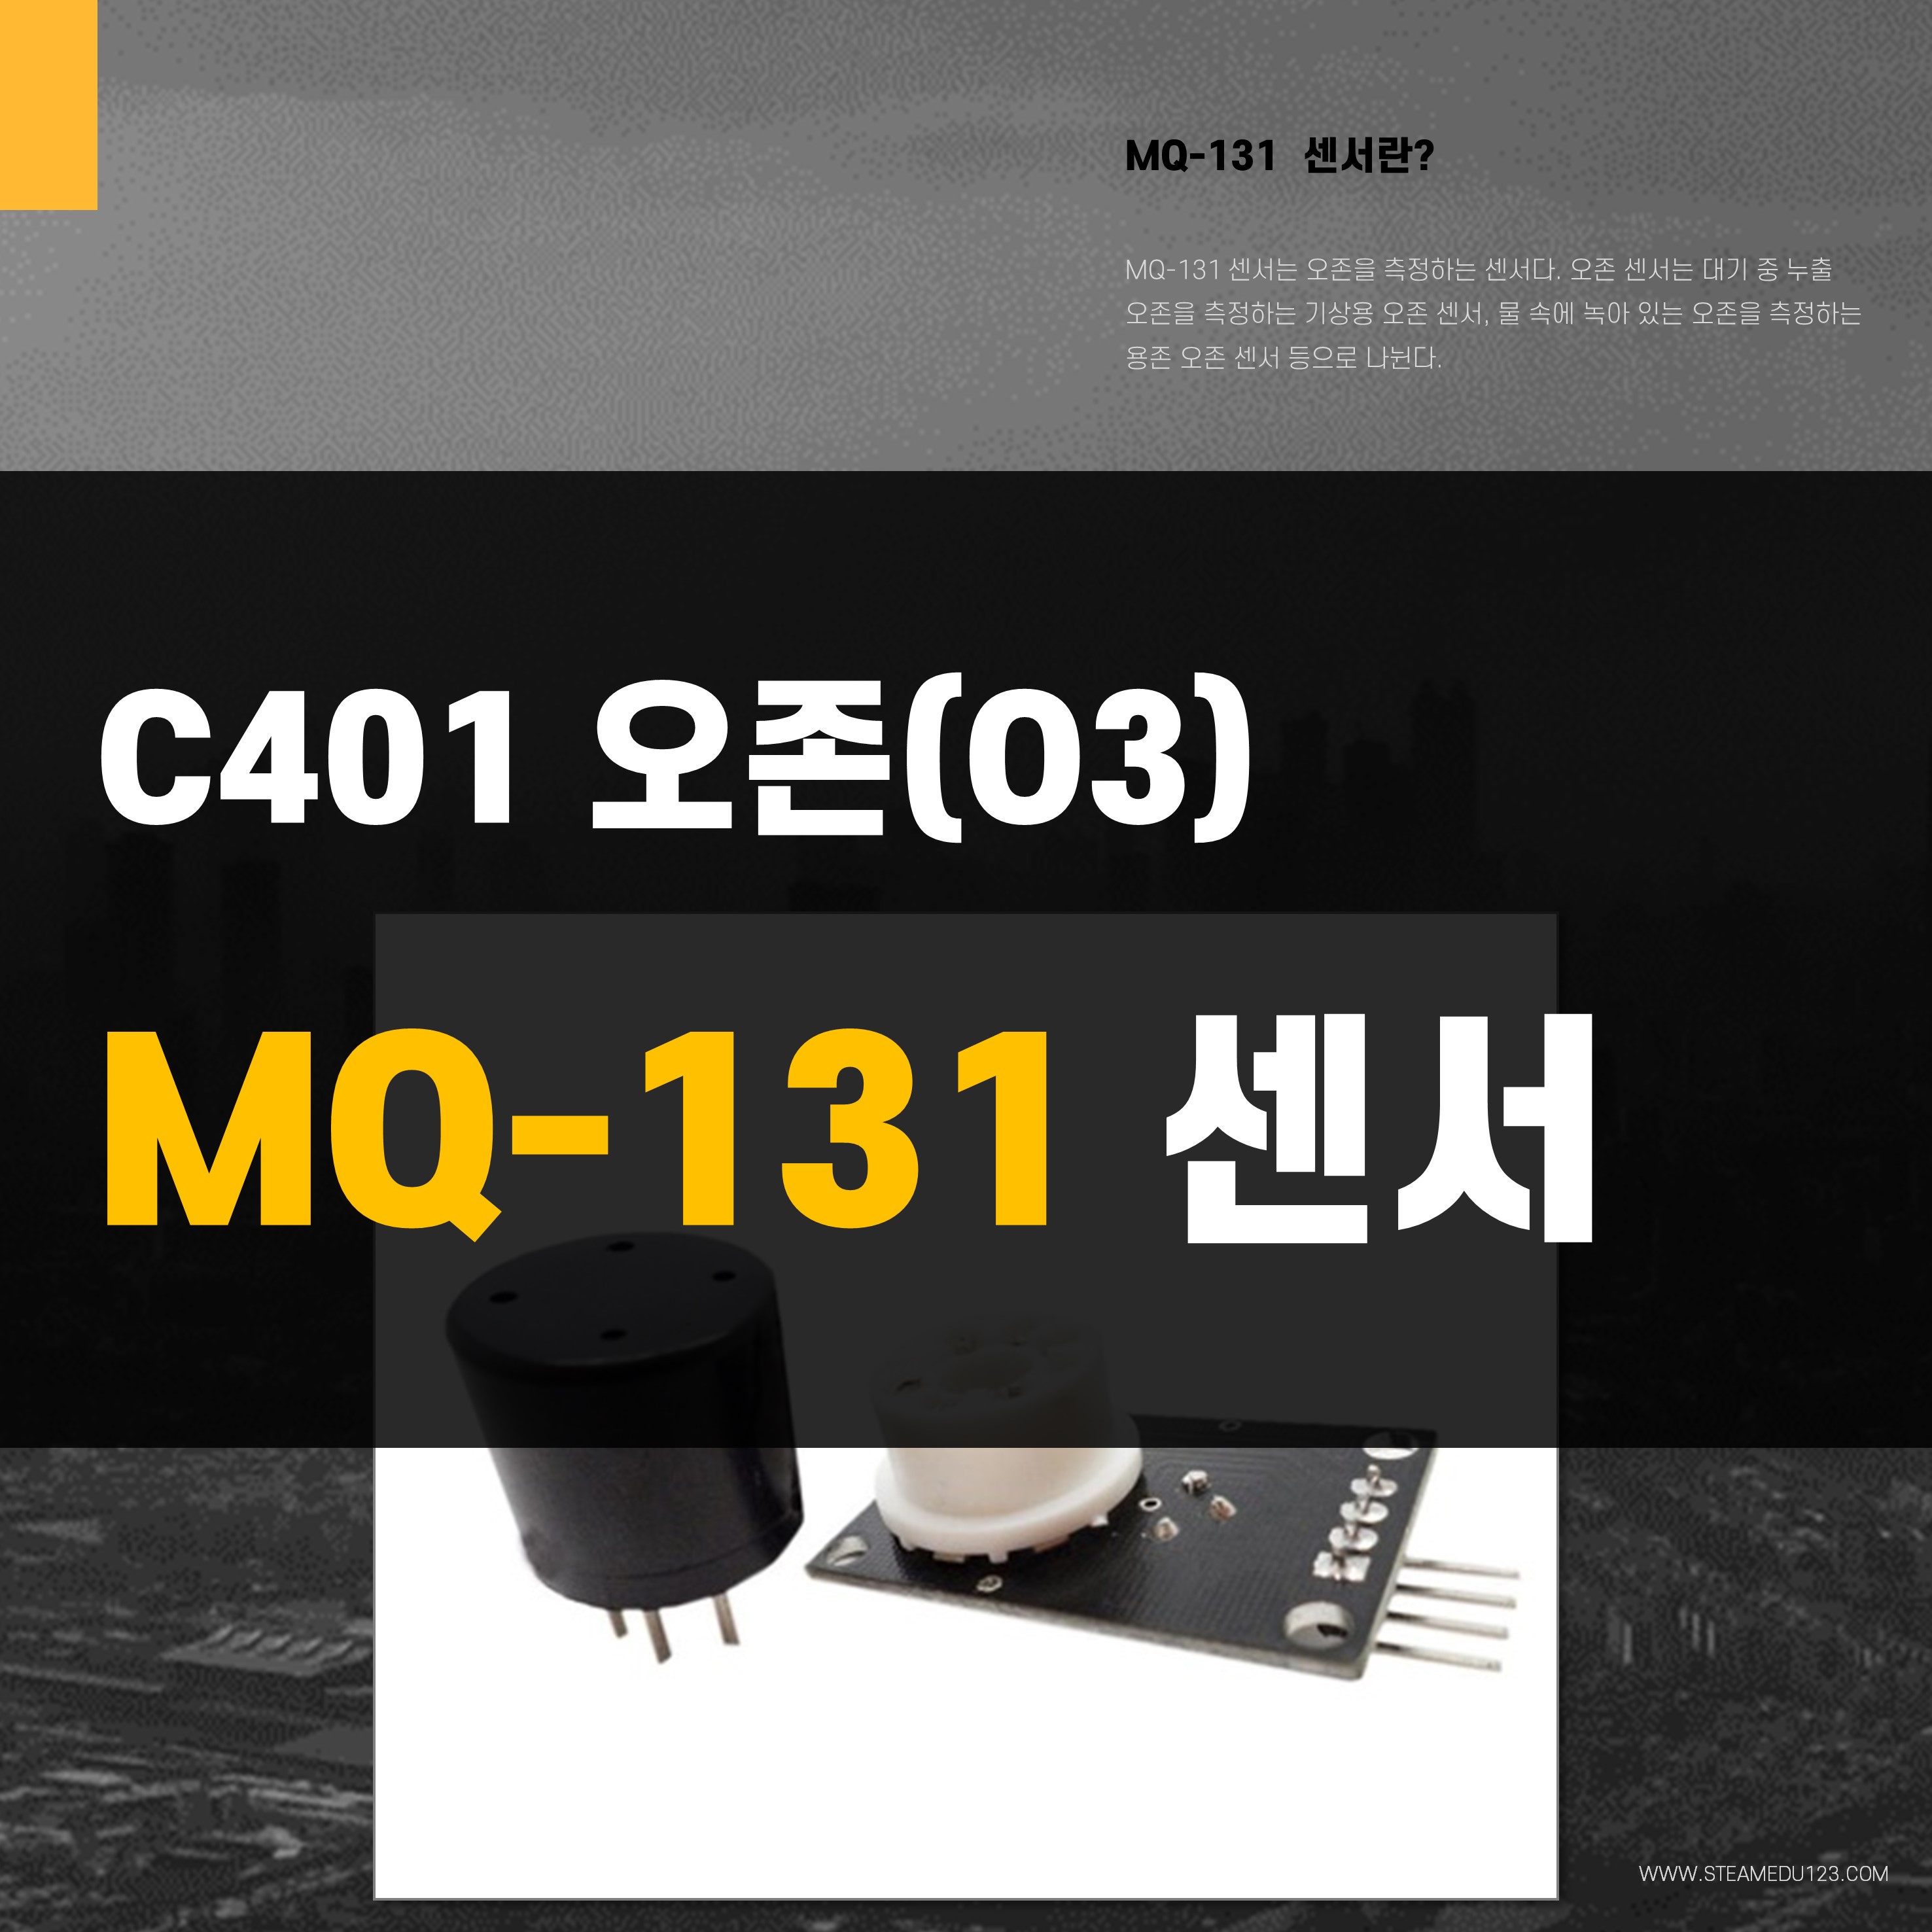 MQ-131 센서란?
MQ-131 센서는 오존을 측정하는 센서다. 오존 센서는 대기 중 누출
오존을 측정하는 기상용 오존 센서, 물 속에 녹아 있는 오존을 측정하는
용존 오존 센서 등으로 나뉜다.
C401 오존(O3)
MQ-131 센서
WWW.STEAMEDU123.COM